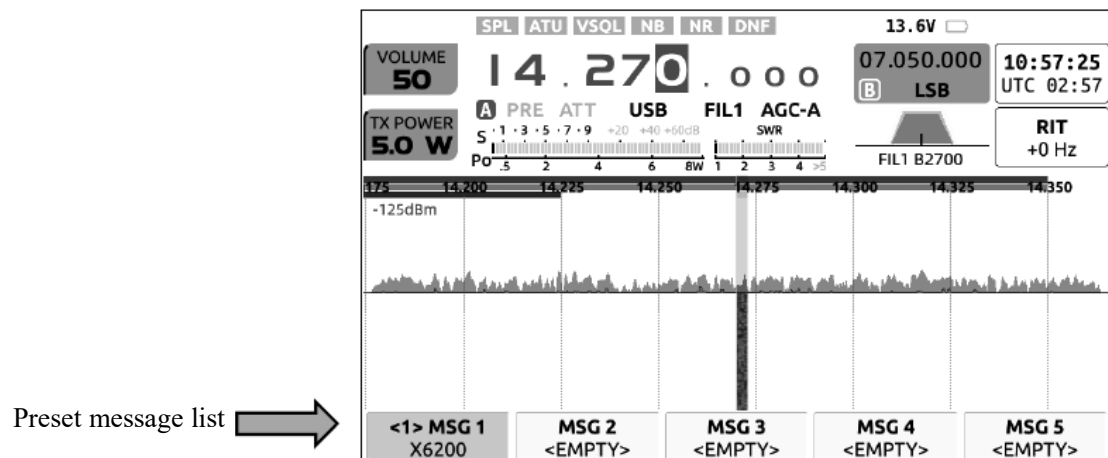 SPL ATU VSQL NB NR DNF 13.6V
VOLUME
50
14.270.000
07.050.000
B LSB
10:57:25
UTC 02:57
TX POWER
5.0 W
A PRE ATT USB FIL1 AGC-A
S ·1 ·3 ·5 ·7 ·9 +20 +40 +60dB SWR
Po .5 2 4 6 8W 1 2 3 4 >5
FIL1 B2700
RIT
+0 Hz
175 14.200 14.225 14.250 14.275 14.300 14.325 14.350
-125dBm
Preset message list
<1> MSG 1 MSG 2 MSG 3 MSG 4 MSG 5
X6200 <EMPTY> <EMPTY> <EMPTY> <EMPTY>